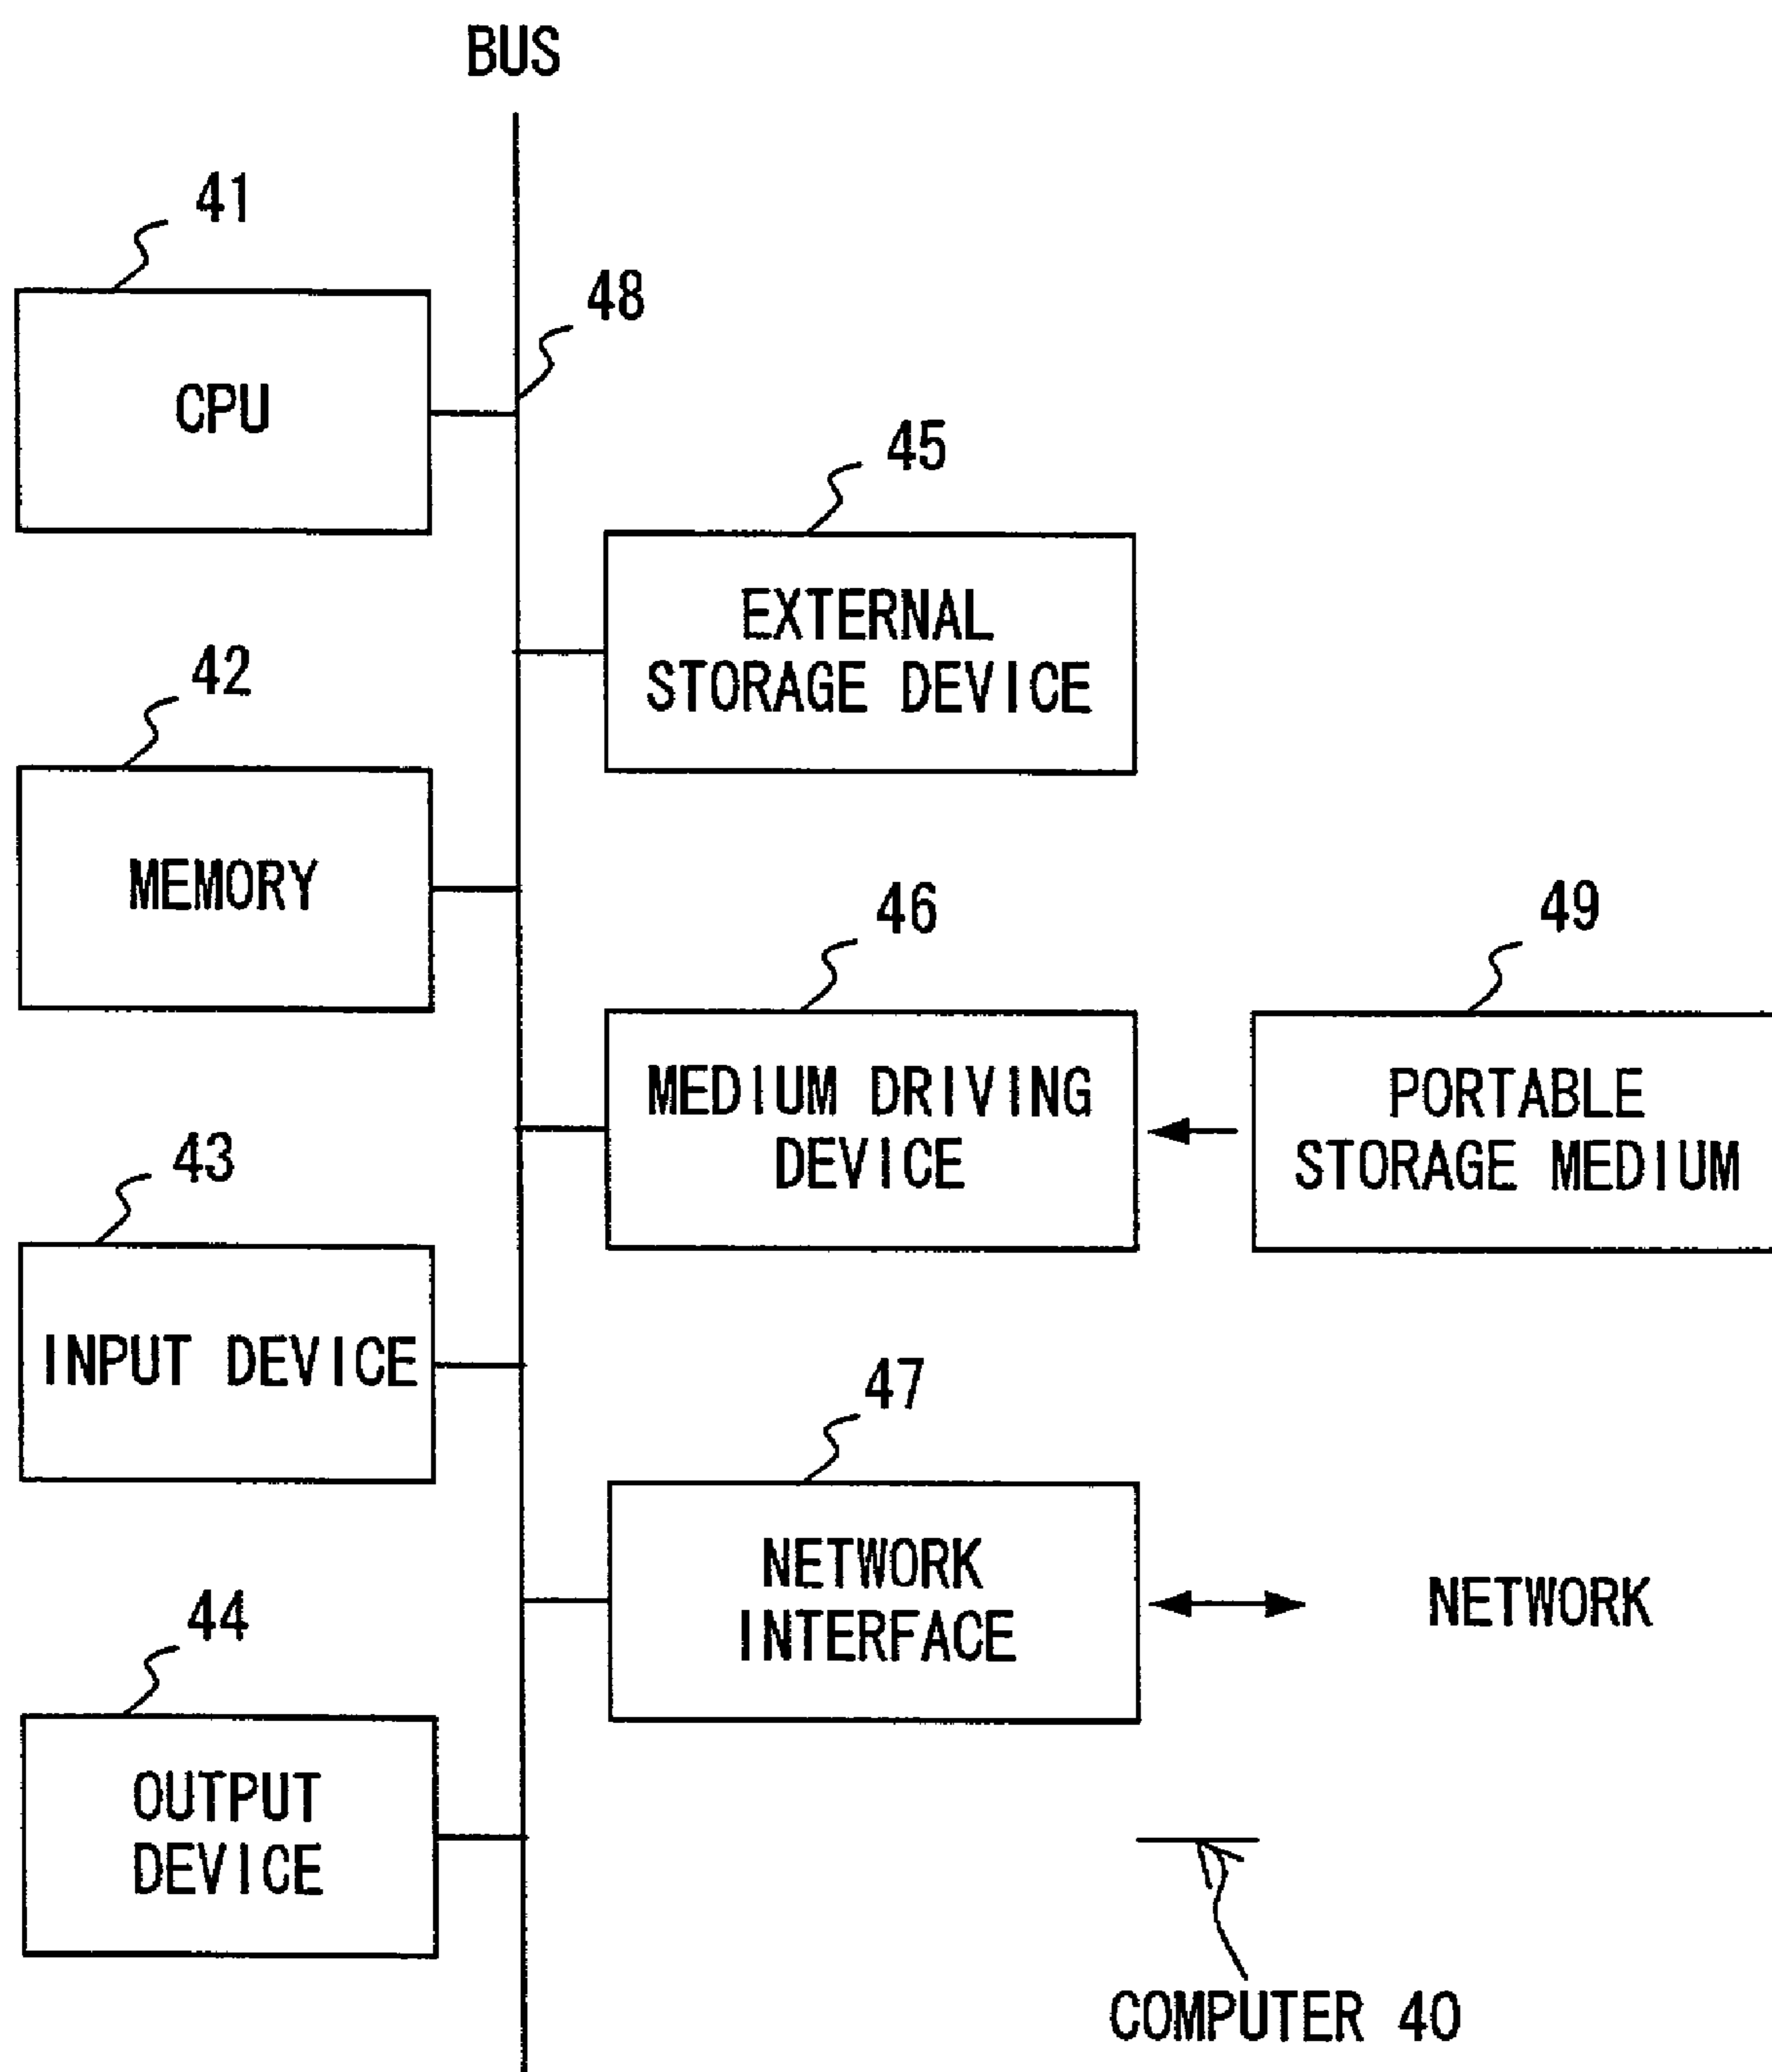 BUS
41
48
CPU
45
EXTERNAL
STORAGE DEVICE
42
MEMORY
46
49
MEDIUM DRIVING
DEVICE
PORTABLE
STORAGE MEDIUM
43
INPUT DEVICE
47
NETWORK
INTERFACE
NETWORK
44
OUTPUT
DEVICE
COMPUTER 40